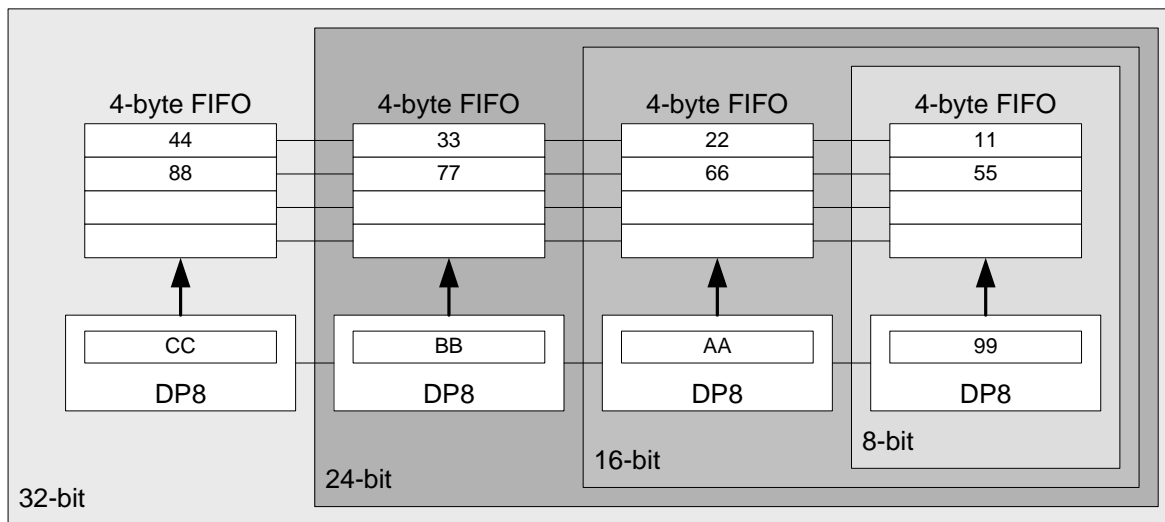 4-byte FIFO 4-byte FIFO 4-byte FIFO 4-byte FIFO
44 33 22 11
88 77 66 55
CC BB AA 99
DP8 DP8 DP8 DP8
8-bit
16-bit
24-bit
32-bit